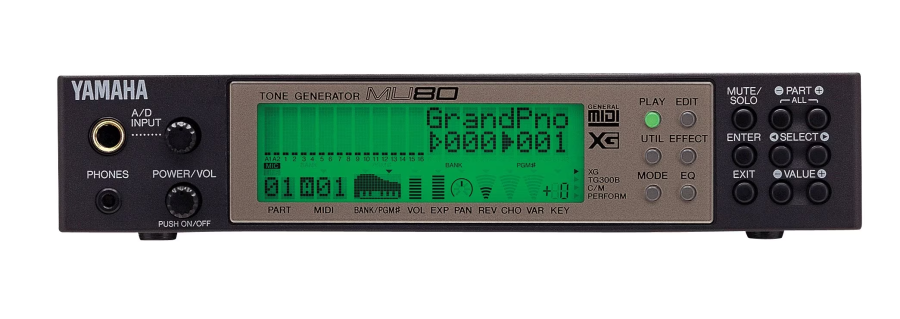 YAMAHA
A/D
INPUT
PHONES
POWER/VOL
PUSH ON/OFF
TONE GENERATOR MU80
GrandPno
000 001
A1 A2 1 2 3 4 5 6 7 8 9 10 11 12 13 14 15 16
MIC
BANK PGM#
01 001
PART MIDI BANK/PGM# VOL EXP PAN REV CHO VAR KEY
+ 0
XG
TG300B
C/M
PERFORM
GENERAL
MIDI
XG
PLAY EDIT
UTIL EFFECT
MODE EQ
MUTE/
SOLO
ENTER
EXIT
PART
ALL
SELECT
VALUE